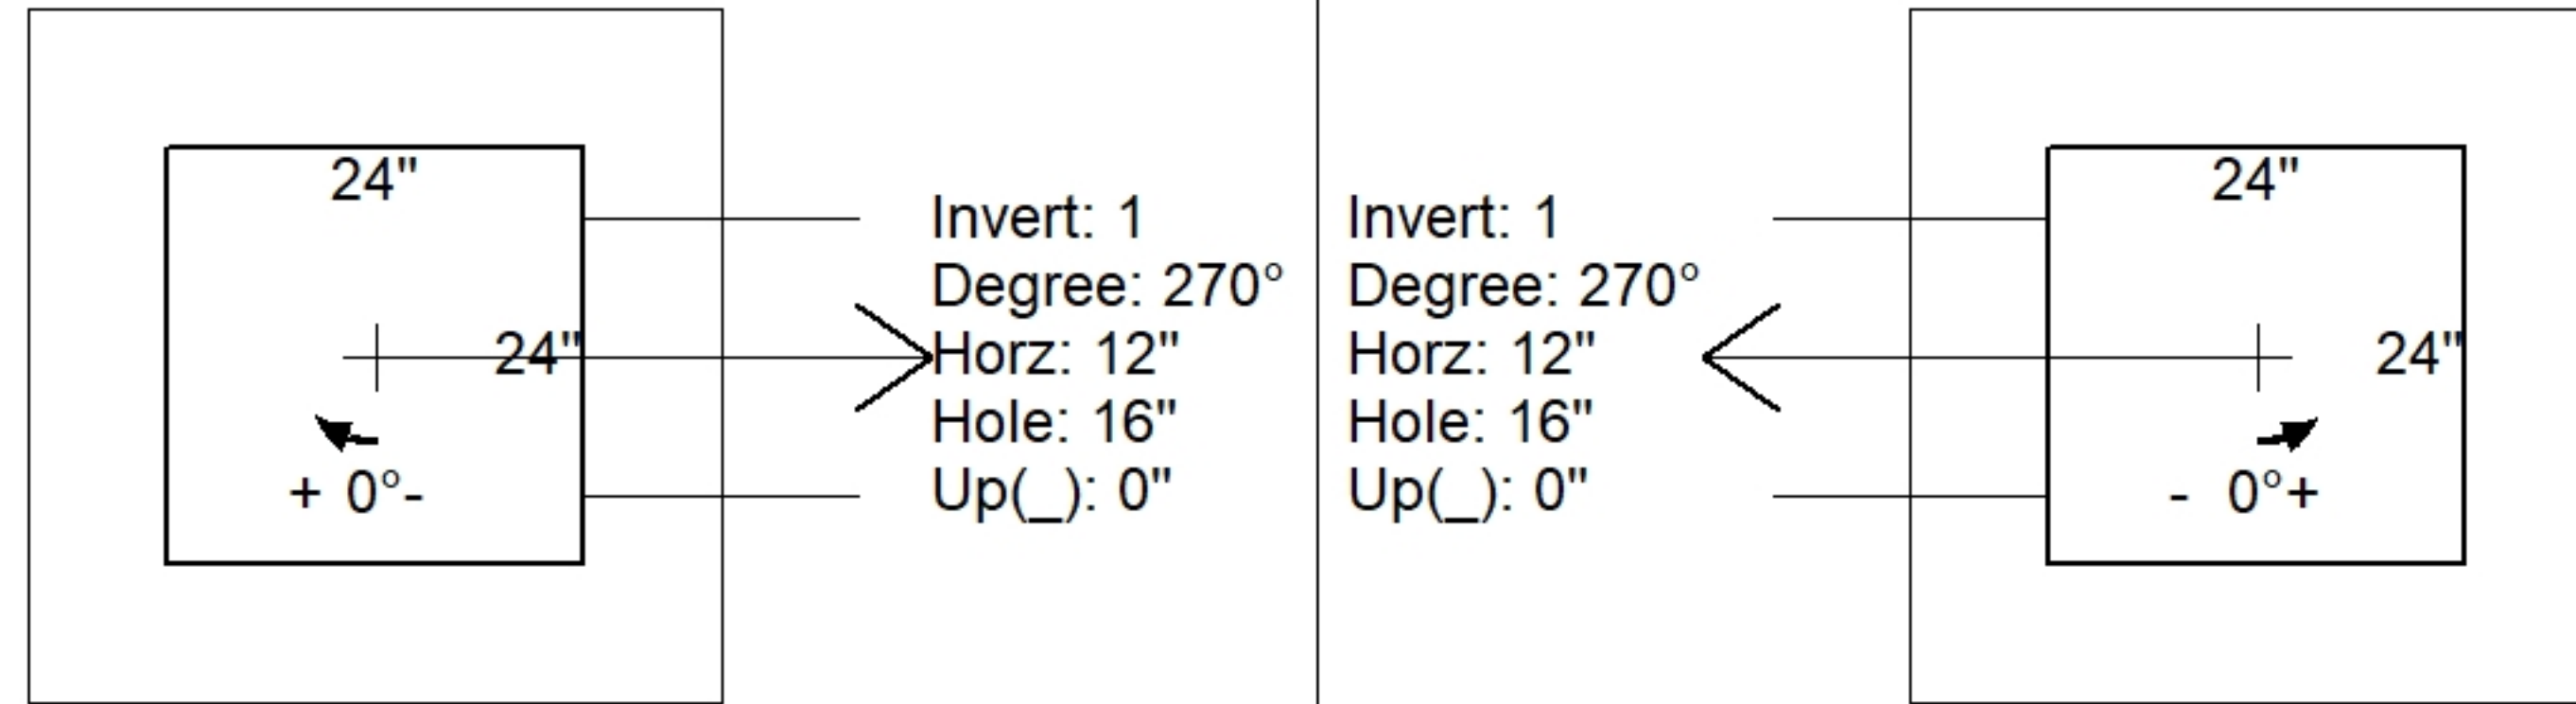 24"
24"
+ 0°-
Invert: 1
Degree: 270°
Horz: 12"
Hole: 16"
Up(_): 0"
Invert: 1
Degree: 270°
Horz: 12"
Hole: 16"
Up(_): 0"
24"
24"
- 0°+